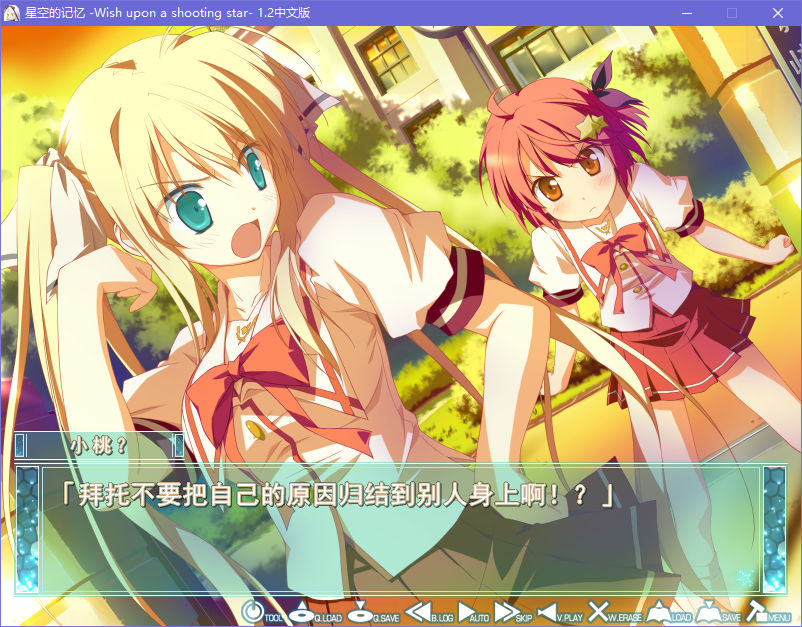 星空的记忆 -Wish upon a shooting star- 1.2中文版
小桃？
「拜托不要把自己的原因归结到别人身上啊！？」
TOOL Q.LOAD Q.SAVE B.LOG AUTO SKIP V.PLAY W.ERASE LOAD SAVE MENU